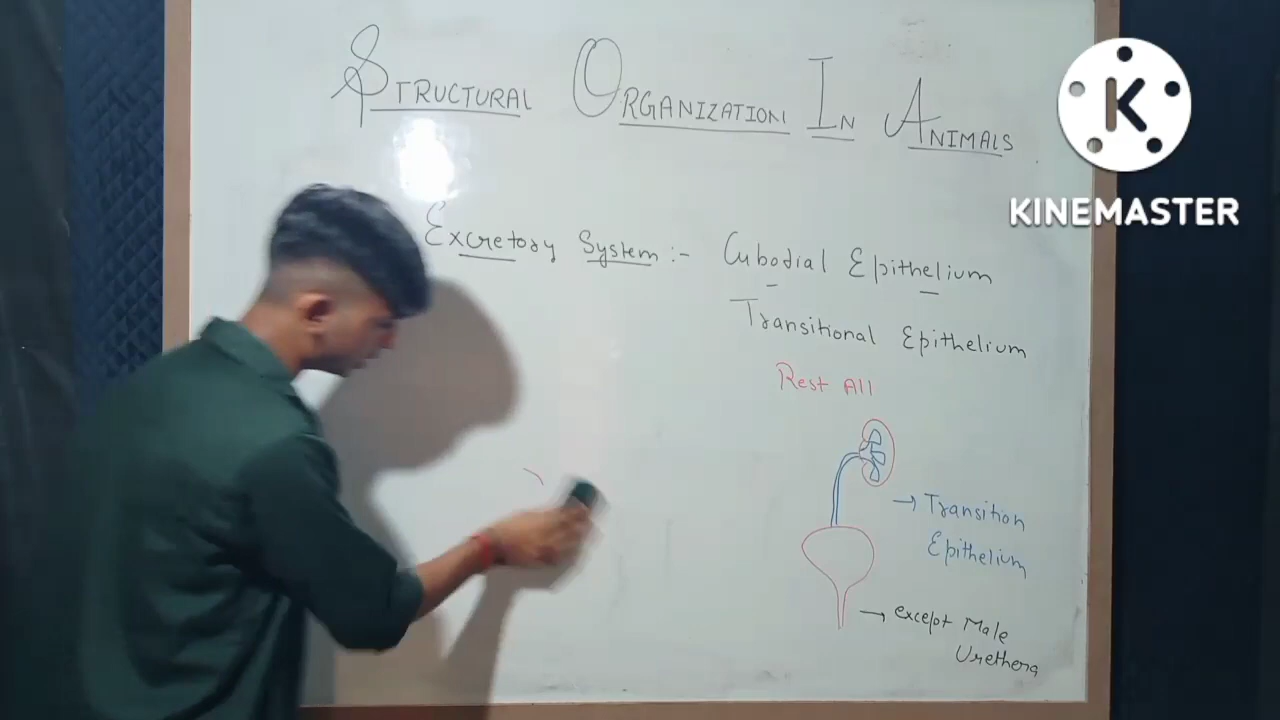 STRUCTURAL ORGANIZATION IN ANIMALS
Excretory System :- Cubodial Epithelium
Transitional Epithelium
Rest All
→ Transition
Epithelium
→ except Male
Urethera
K
KINEMASTER